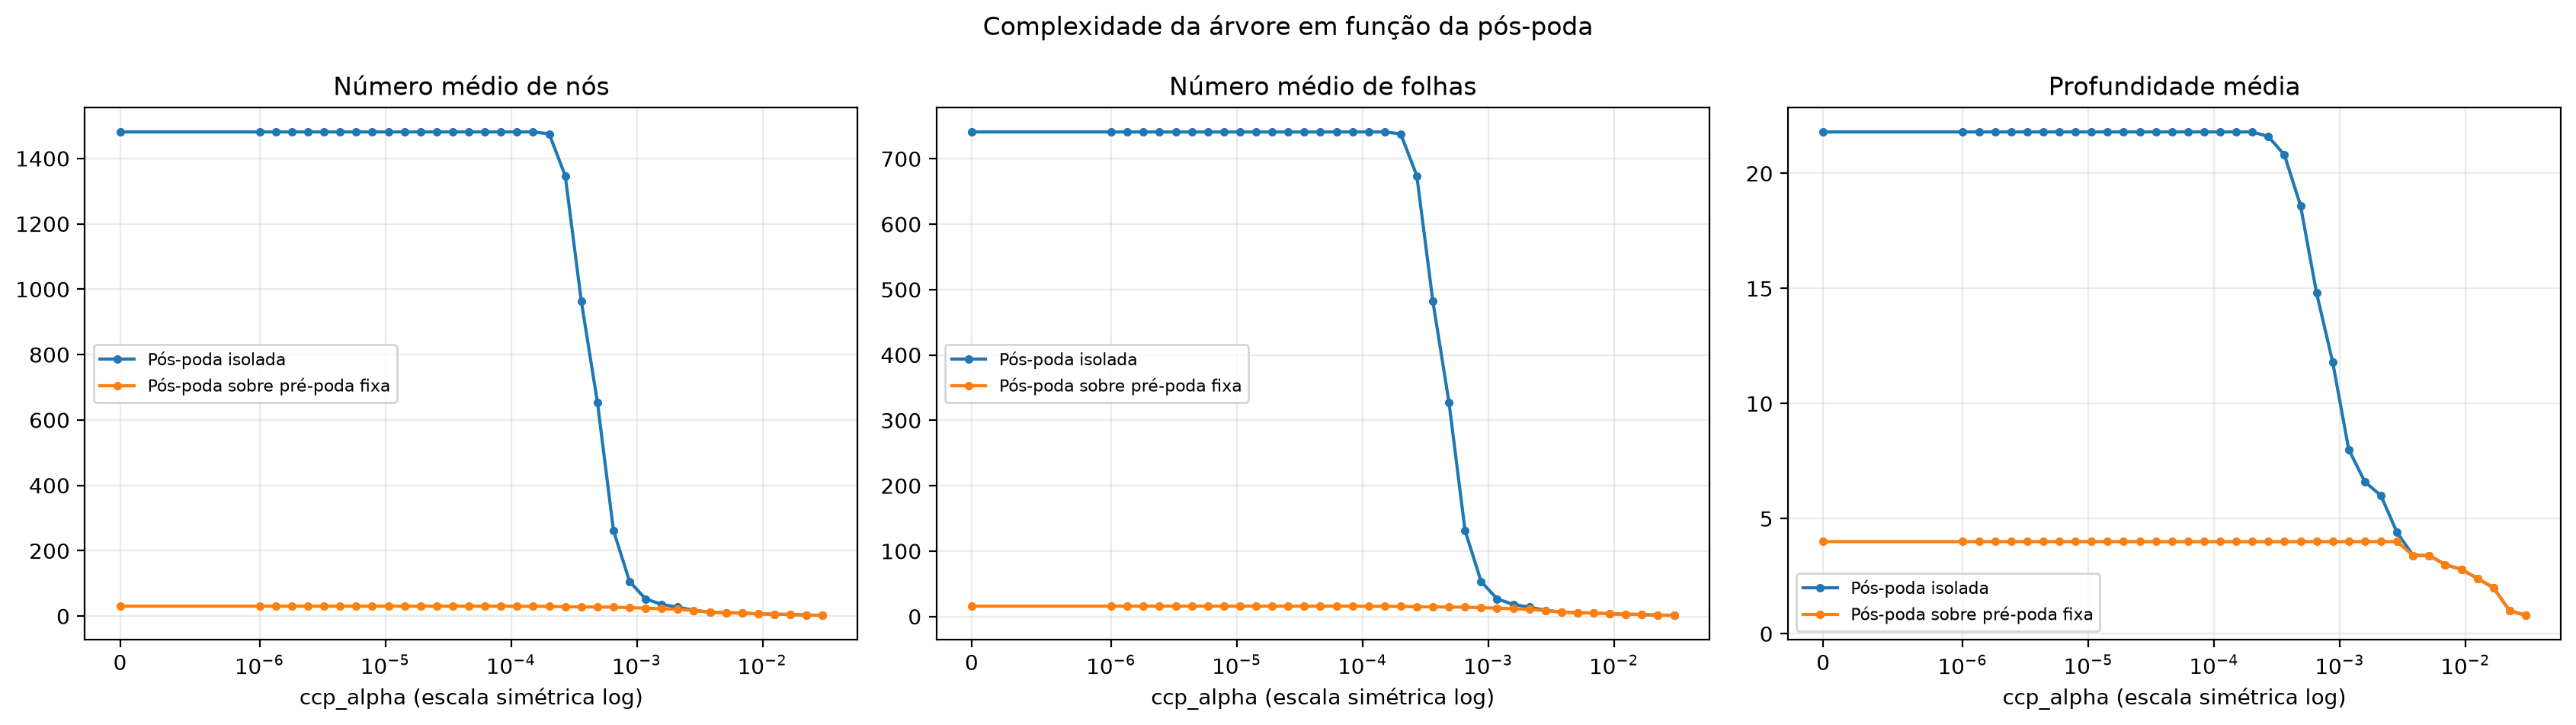 Complexidade da árvore em função da pós-poda
Número médio de nós
1400
1200
1000
800
600
400
200
0
Pós-poda isolada
Pós-poda sobre pré-poda fixa
0 10⁻⁶ 10⁻⁵ 10⁻⁴ 10⁻³ 10⁻²
ccp_alpha (escala simétrica log)
Número médio de folhas
700
600
500
400
300
200
100
0
Pós-poda isolada
Pós-poda sobre pré-poda fixa
0 10⁻⁶ 10⁻⁵ 10⁻⁴ 10⁻³ 10⁻²
ccp_alpha (escala simétrica log)
Profundidade média
20
15
10
5
0
Pós-poda isolada
Pós-poda sobre pré-poda fixa
0 10⁻⁶ 10⁻⁵ 10⁻⁴ 10⁻³ 10⁻²
ccp_alpha (escala simétrica log)